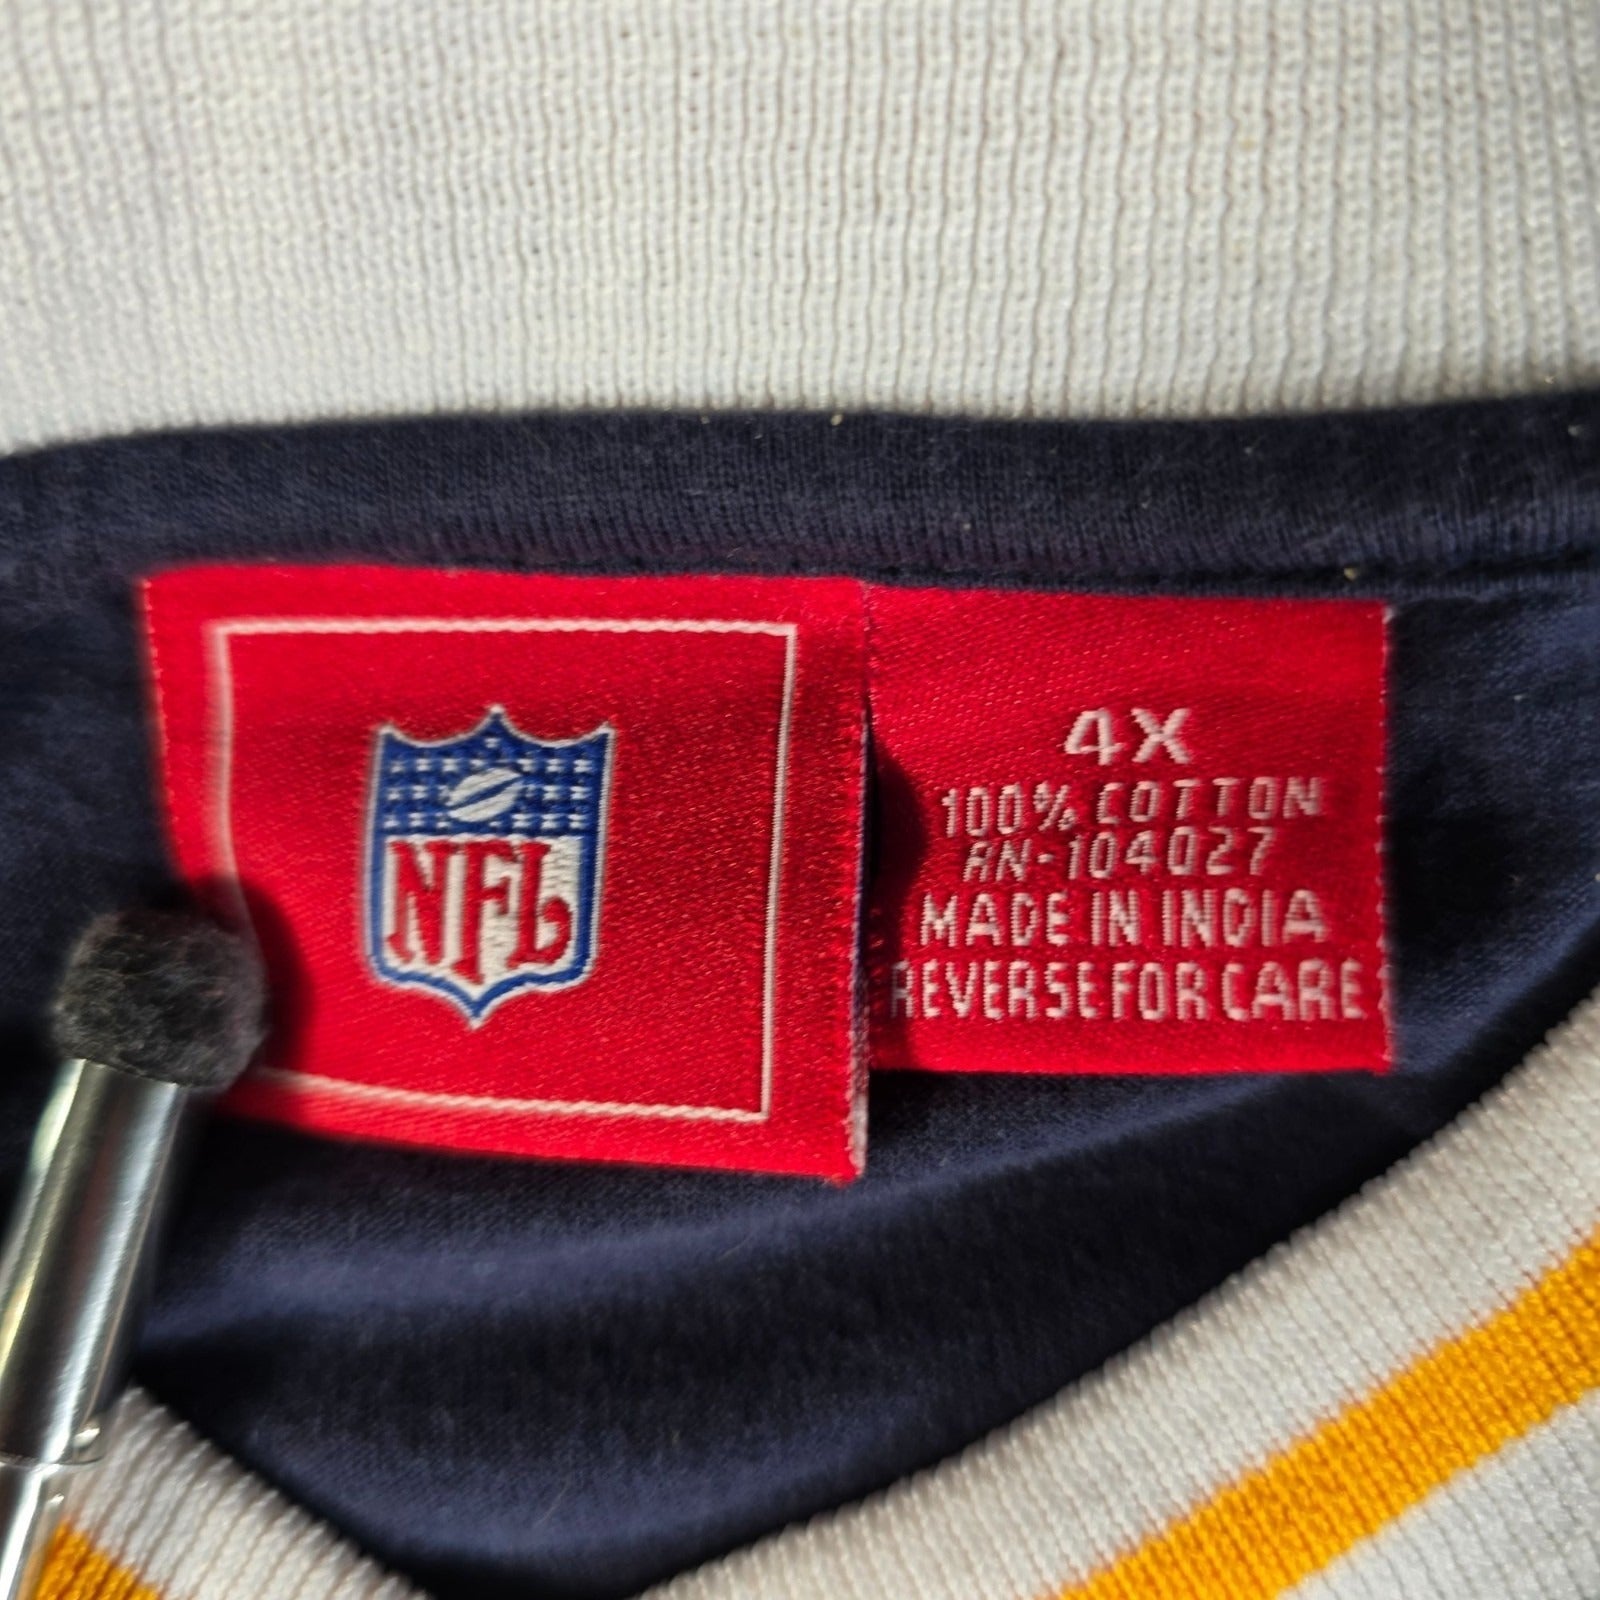 NFL
4X
100% COTTON
RN-104027
MADE IN INDIA
REVERSE FOR CARE